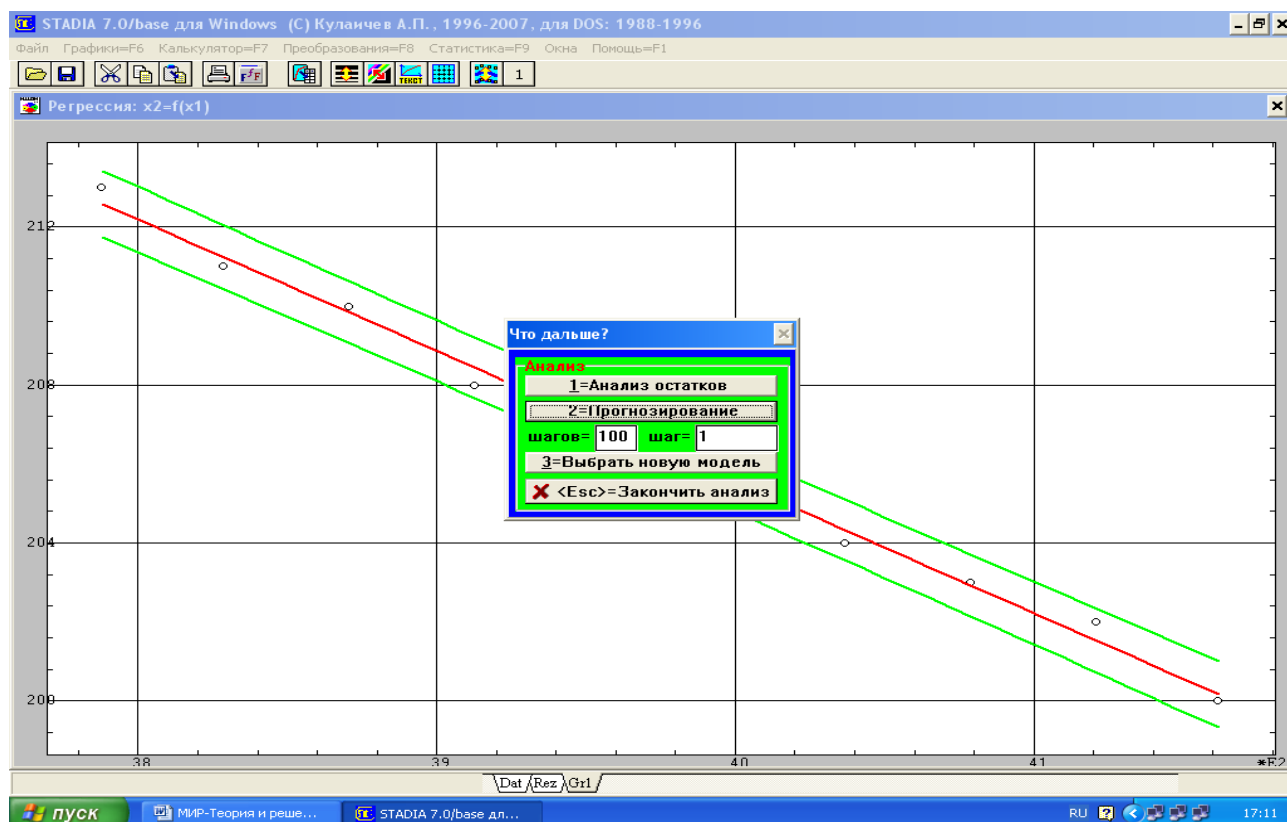 STADIA 7.0/base для Windows (C) Кулаичев А.П., 1996-2007, для DOS: 1988-1996
Файл Графики=F6 Калькулятор=F7 Преобразования=F8 Статистика=F9 Окна Помощь=F1
ТЕКСТ 1
Регрессия: x2=f(x1)
212
208
204
200
38 39 40 41 *E2
Что дальше?
Анализ
1=Анализ остатков
2=Прогнозирование
шагов= 100 шаг= 1
3=Выбрать новую модель
<Esc>=Закончить анализ
Dat Rez Gr1
пуск МИР-Теория и реше... STADIA 7.0/base дл... RU 17:11